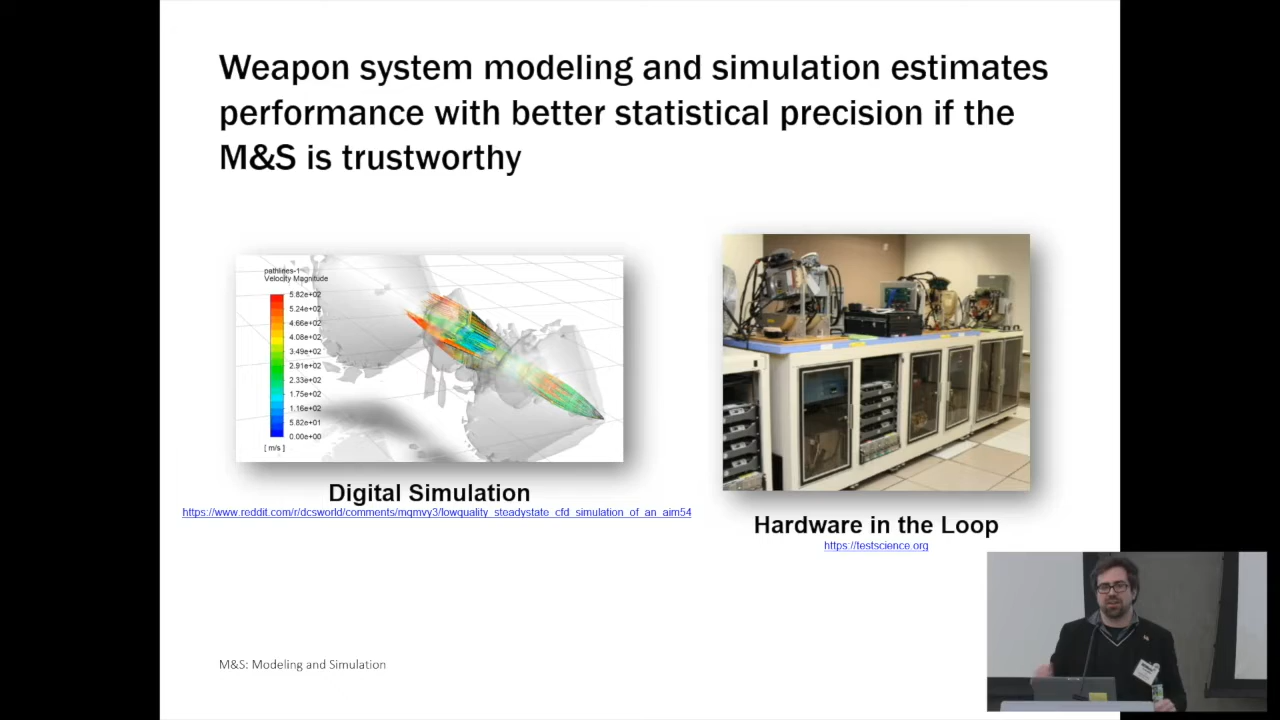 Weapon system modeling and simulation estimates
performance with better statistical precision if the
M&S is trustworthy
pathlines-1
Velocity Magnitude
5.82e+02
5.24e+02
4.66e+02
4.08e+02
3.49e+02
2.91e+02
2.33e+02
1.75e+02
1.16e+02
5.82e+01
0.00e+00
[ m/s ]
Digital Simulation
https://www.reddit.com/r/dcsworld/comments/mqmvy3/lowquality_steadystate_cfd_simulation_of_an_aim54
Hardware in the Loop
https://testscience.org
M&S: Modeling and Simulation